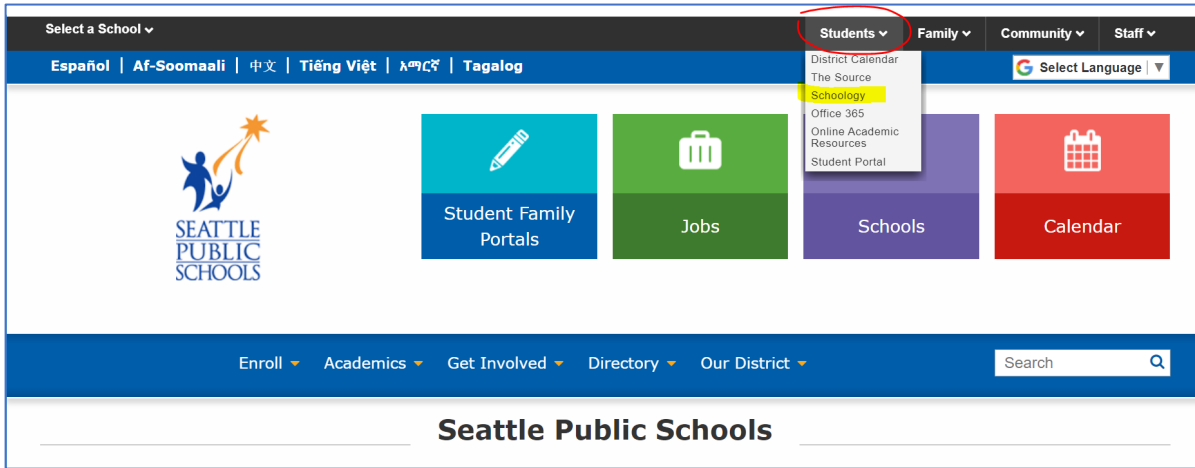 Select a School
Students
Family
Community
Staff
Español | Af-Soomaali | 中文 | Tiếng Việt | አማርኛ | Tagalog
Select Language
District Calendar
The Source
Schoology
Office 365
Online Academic
Resources
Student Portal
SEATTLE
PUBLIC
SCHOOLS
Student Family
Portals
Jobs
Schools
Calendar
Enroll
Academics
Get Involved
Directory
Our District
Search
Seattle Public Schools